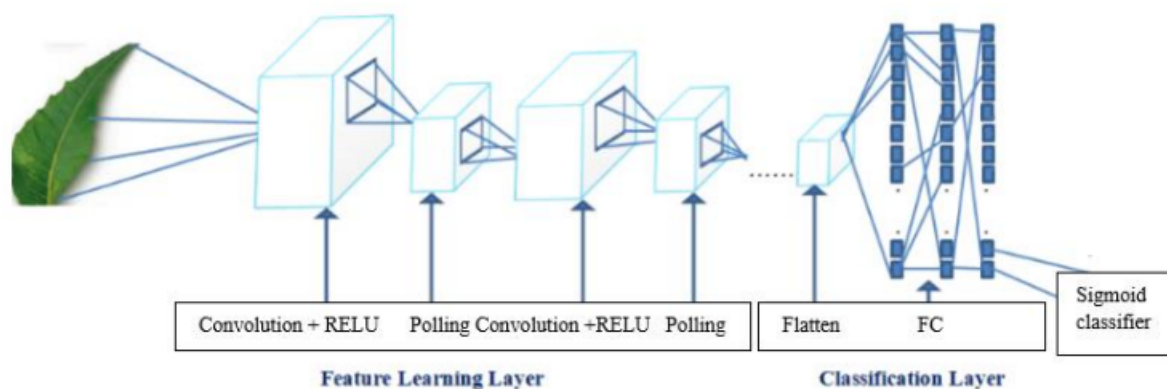 Convolution + RELU
Polling
Convolution +RELU
Polling
Flatten
FC
Sigmoid
classifier
Feature Learning Layer
Classification Layer